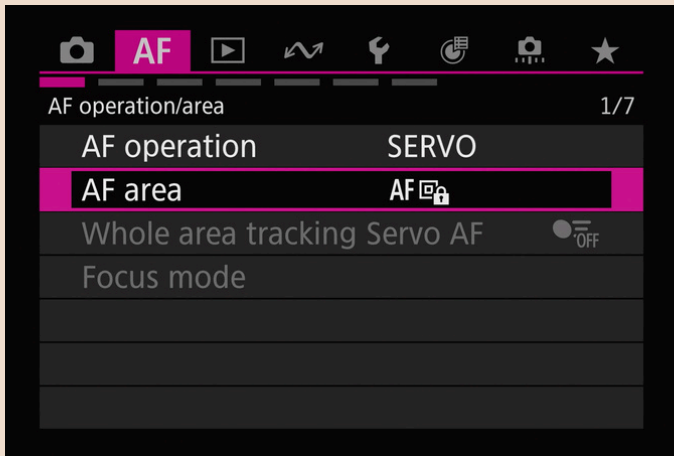 AF
AF operation/area 1/7
AF operation SERVO
AF area AF
Whole area tracking Servo AF OFF
Focus mode